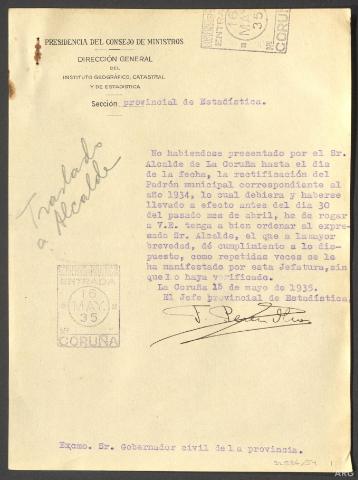 ENTRADA
16
MAY.
35
CORUÑA
PRESIDENCIA DEL CONSEJO DE MINISTROS
DIRECCIÓN GENERAL
DEL
INSTITUTO GEOGRÁFICO, CATASTRAL
Y DE ESTADÍSTICA
Sección provincial de Estadística.
Traslado
a Alcalde
No habiendose presentado por el Sr.
Alcalde de La Coruña hasta el dia
de la fecha, la rectificación del
Padrón municipal correspondiente al
año 1934, lo cual debiera y haberse
llevado a efecto antes del dia 30
del pasado mes de abril, he de rogar
a V.E. tenga a bien ordenar al expre-
sado Sr. Alcalde, el que a lamayor
brevedad, dé cumplimiento a lo dis-
puesto, como repetidas veces se le
ha manifestado por esta Jefatura, sin
que lo haya verificado.
La Coruña 15 de mayo de 1935.
El Jefe provincial de Estadística,
ENTRADA
16
MAY.
35
CORUÑA
Excmo. Sr. Gobernador civil de la provincia.
ARG